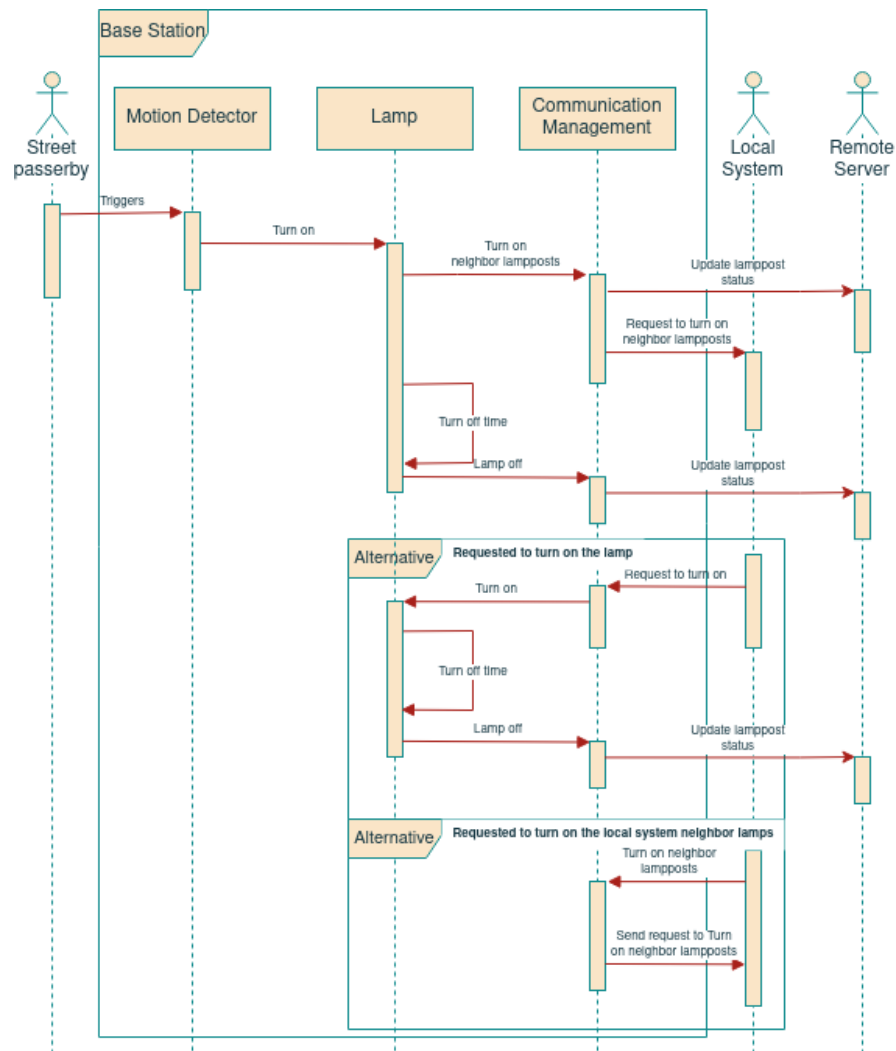 Base Station
Street
passerby
Motion Detector
Lamp
Communication
Management
Local
System
Remote
Server
Triggers
Turn on
Turn on
neighbor lampposts
Update lamppost
status
Request to turn on
neighbor lampposts
Turn off time
Lamp off
Update lamppost
status
Alternative
Requested to turn on the lamp
Request to turn on
Turn on
Turn off time
Lamp off
Update lamppost
status
Alternative
Requested to turn on the local system neighbor lamps
Turn on neighbor
lampposts
Send request to Turn
on neighbor lampposts